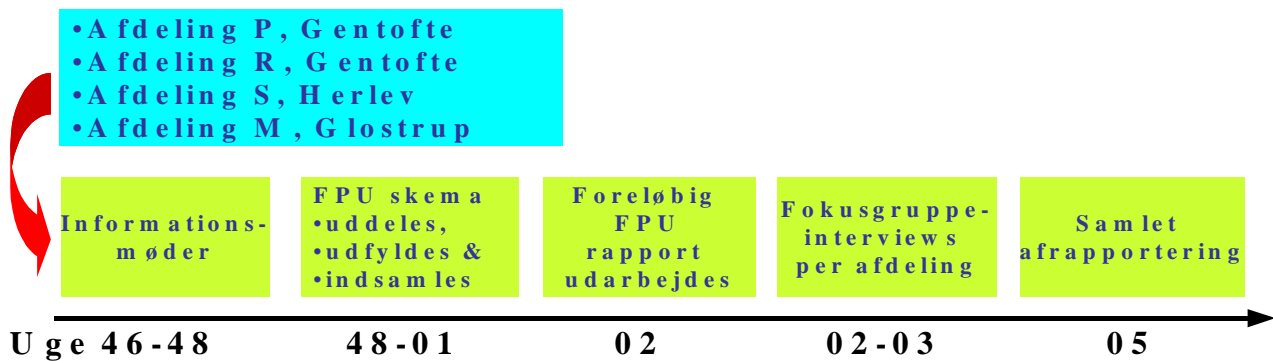 •Afdeling P, Gentofte
•Afdeling R, Gentofte
•Afdeling S, Herlev
•Afdeling M, Glostrup
Informations-
møder
FPU skema
•uddeles,
•udfyldes &
•indsamles
Foreløbig
FPU
rapport
udarbejdes
Fokusgruppe-
interviews
per afdeling
Samlet
afrapportering
Uge 46-48 48-01 02 02-03 05